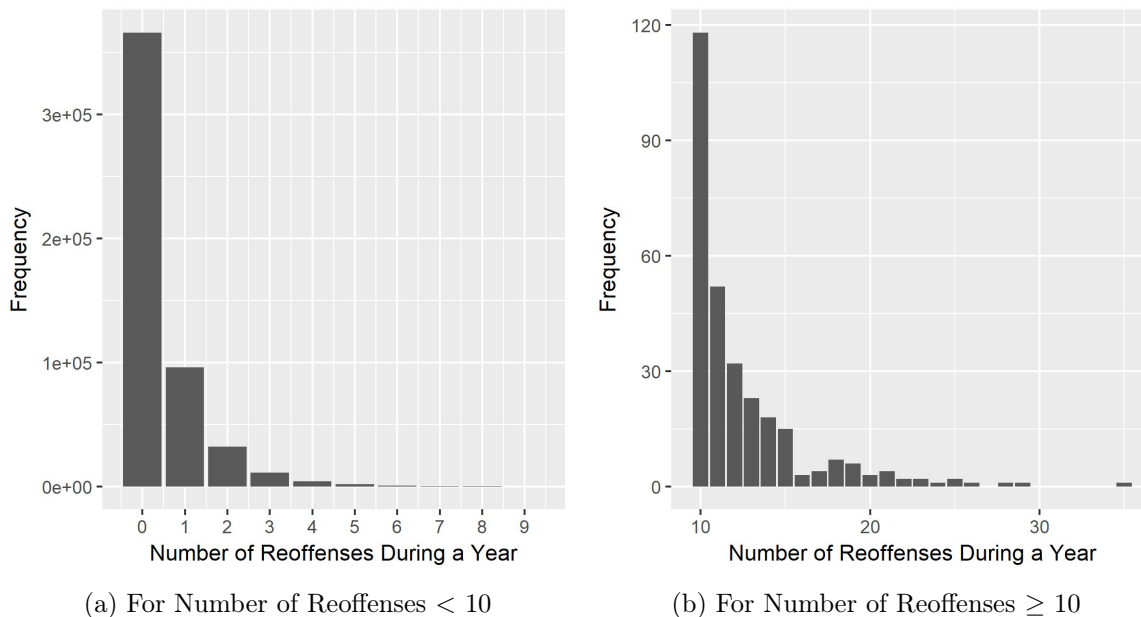 3e+05
2e+05
1e+05
0e+00
Frequency
0 1 2 3 4 5 6 7 8 9
Number of Reoffenses During a Year
(a) For Number of Reoffenses < 10
120
90
60
30
0
Frequency
10 20 30
Number of Reoffenses During a Year
(b) For Number of Reoffenses ≥ 10